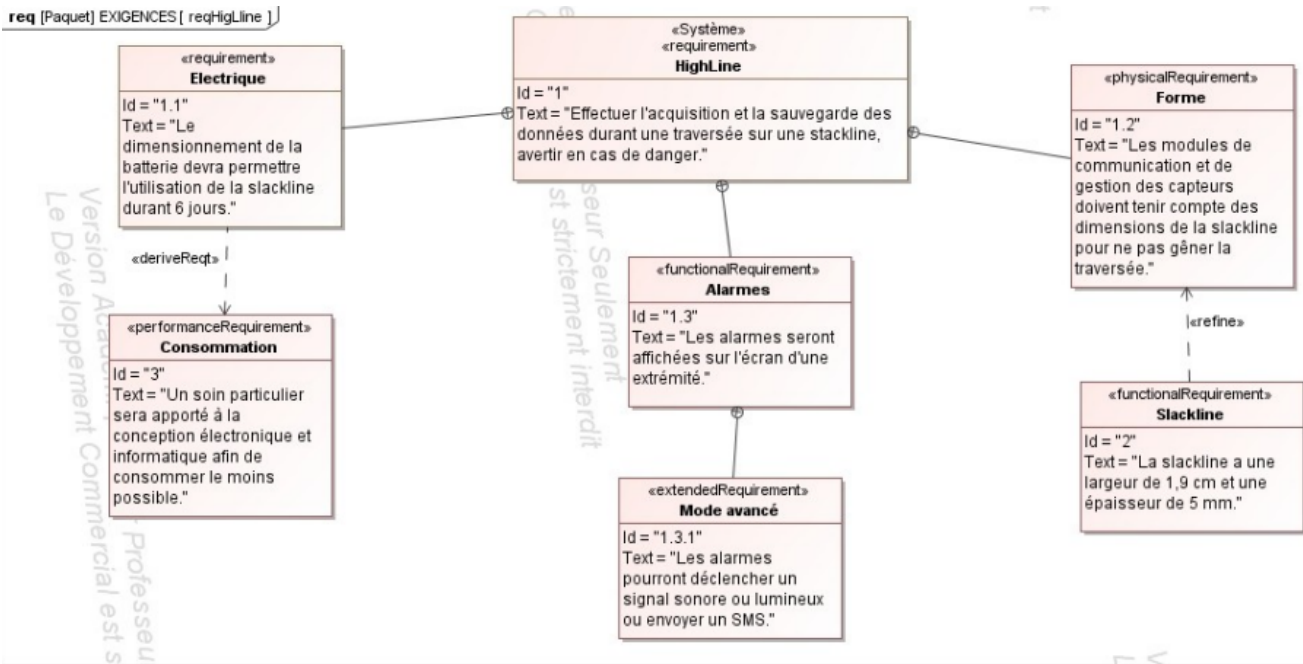 req [Paquet] EXIGENCES [ reqHigLline ]
«requirement»
Electrique
Id = "1.1"
Text = "Le
dimensionnement de la
batterie devra permettre
l'utilisation de la slackline
durant 6 jours."
«deriveReqt»
«performanceRequirement»
Consommation
Id = "3"
Text = "Un soin particulier
sera apporté à la
conception électronique et
informatique afin de
consommer le moins
possible."
«Système»
«requirement»
HighLine
Id = "1"
Text = "Effectuer l'acquisition et la sauvegarde des
données durant une traversée sur une stackline,
avertir en cas de danger."
«functionalRequirement»
Alarmes
Id = "1.3"
Text = "Les alarmes seront
affichées sur l'écran d'une
extrémité."
«extendedRequirement»
Mode avancé
Id = "1.3.1"
Text = "Les alarmes
pourront déclencher un
signal sonore ou lumineux
ou envoyer un SMS."
«physicalRequirement»
Forme
Id = "1.2"
Text = "Les modules de
communication et de
gestion des capteurs
doivent tenir compte des
dimensions de la slackline
pour ne pas gêner la
traversée."
«refine»
«functionalRequirement»
Slackline
Id = "2"
Text = "La slackline a une
largeur de 1,9 cm et une
épaisseur de 5 mm."
Version
Professeu
Le Développement Commercial est s
seur Seulement
st strictement interdit